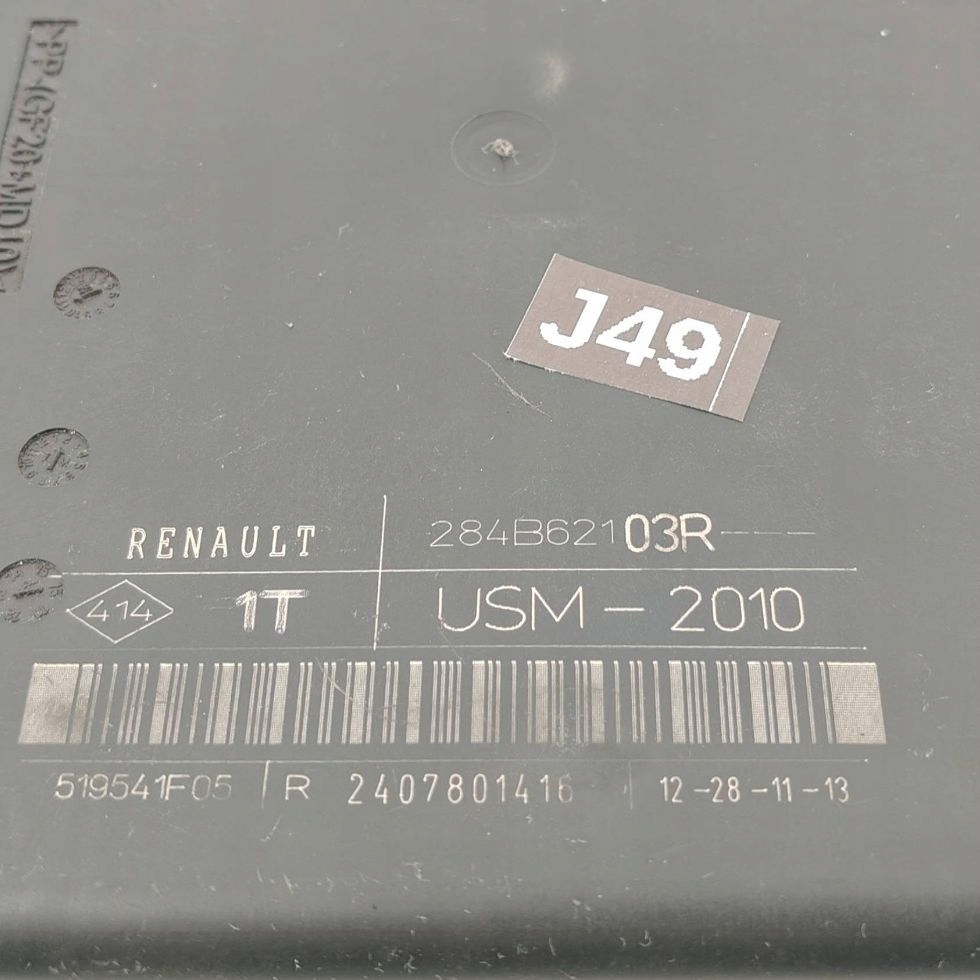 J49
RENAULT 284B62103R----
414 1T USM-2010
519541F05 R 2407801416 12-28-11-13